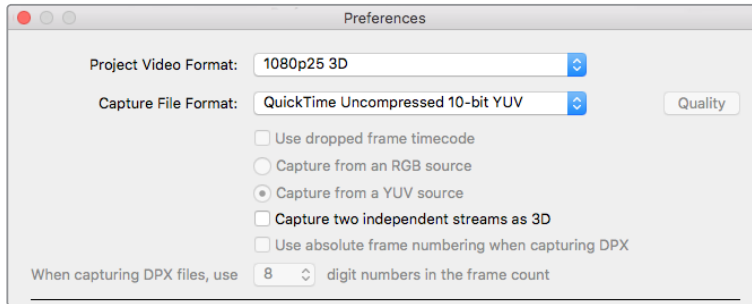 Preferences
Project Video Format: 1080p25 3D
Capture File Format: QuickTime Uncompressed 10-bit YUV Quality
Use dropped frame timecode
Capture from an RGB source
Capture from a YUV source
Capture two independent streams as 3D
Use absolute frame numbering when capturing DPX
When capturing DPX files, use 8 digit numbers in the frame count